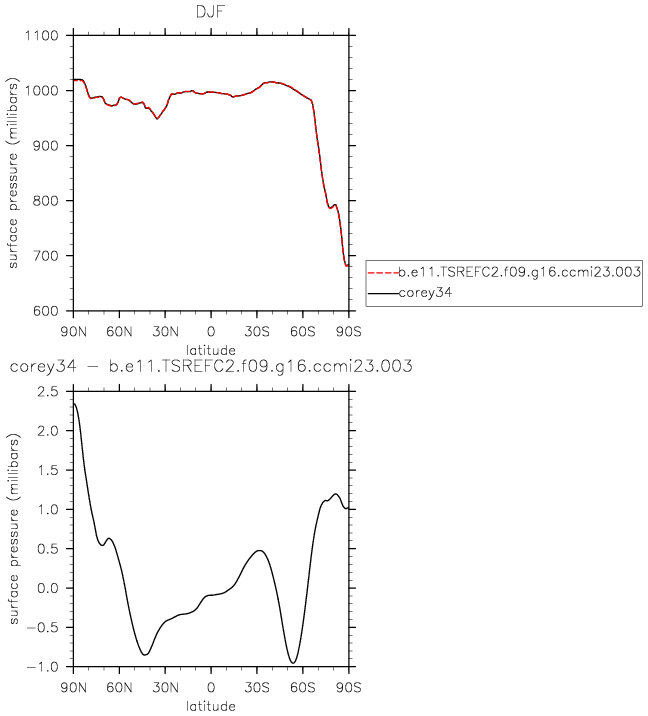 DJF
1100
1000
900
800
700
600
surface pressure (millibars)
90N 60N 30N 0 30S 60S 90S
latitude
b.e11.TSREFC2.f09.g16.ccmi23.003
corey34
corey34 − b.e11.TSREFC2.f09.g16.ccmi23.003
2.5
2.0
1.5
1.0
0.5
0.0
−0.5
−1.0
surface pressure (millibars)
90N 60N 30N 0 30S 60S 90S
latitude